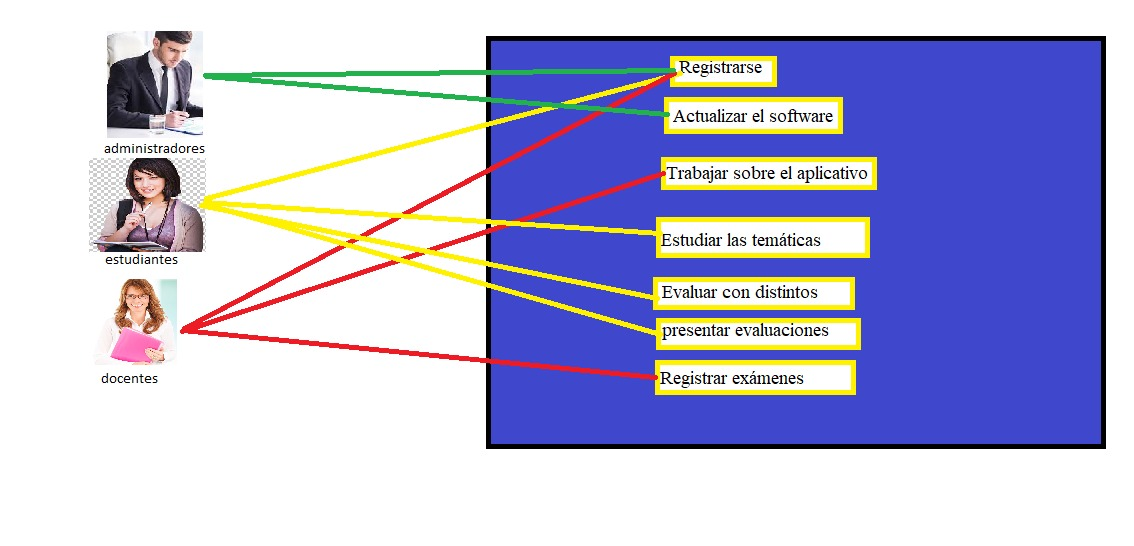 administradores
estudiantes
docentes
Registrarse
Actualizar el software
Trabajar sobre el aplicativo
Estudiar las temáticas
Evaluar con distintos
presentar evaluaciones
Registrar exámenes